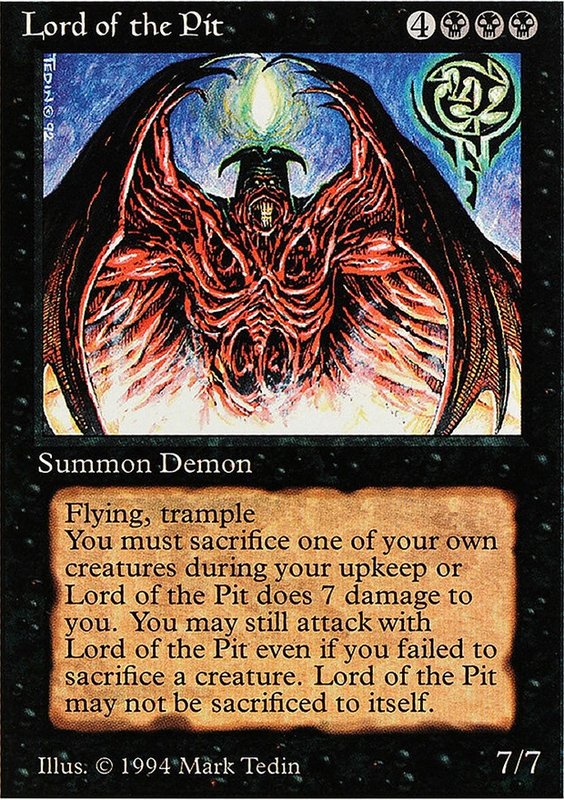 Lord of the Pit 4
TEDIN © 92
Summon Demon
Flying, trample
You must sacrifice one of your own
creatures during your upkeep or
Lord of the Pit does 7 damage to
you. You may still attack with
Lord of the Pit even if you failed to
sacrifice a creature. Lord of the Pit
may not be sacrificed to itself.
Illus. © 1994 Mark Tedin 7/7